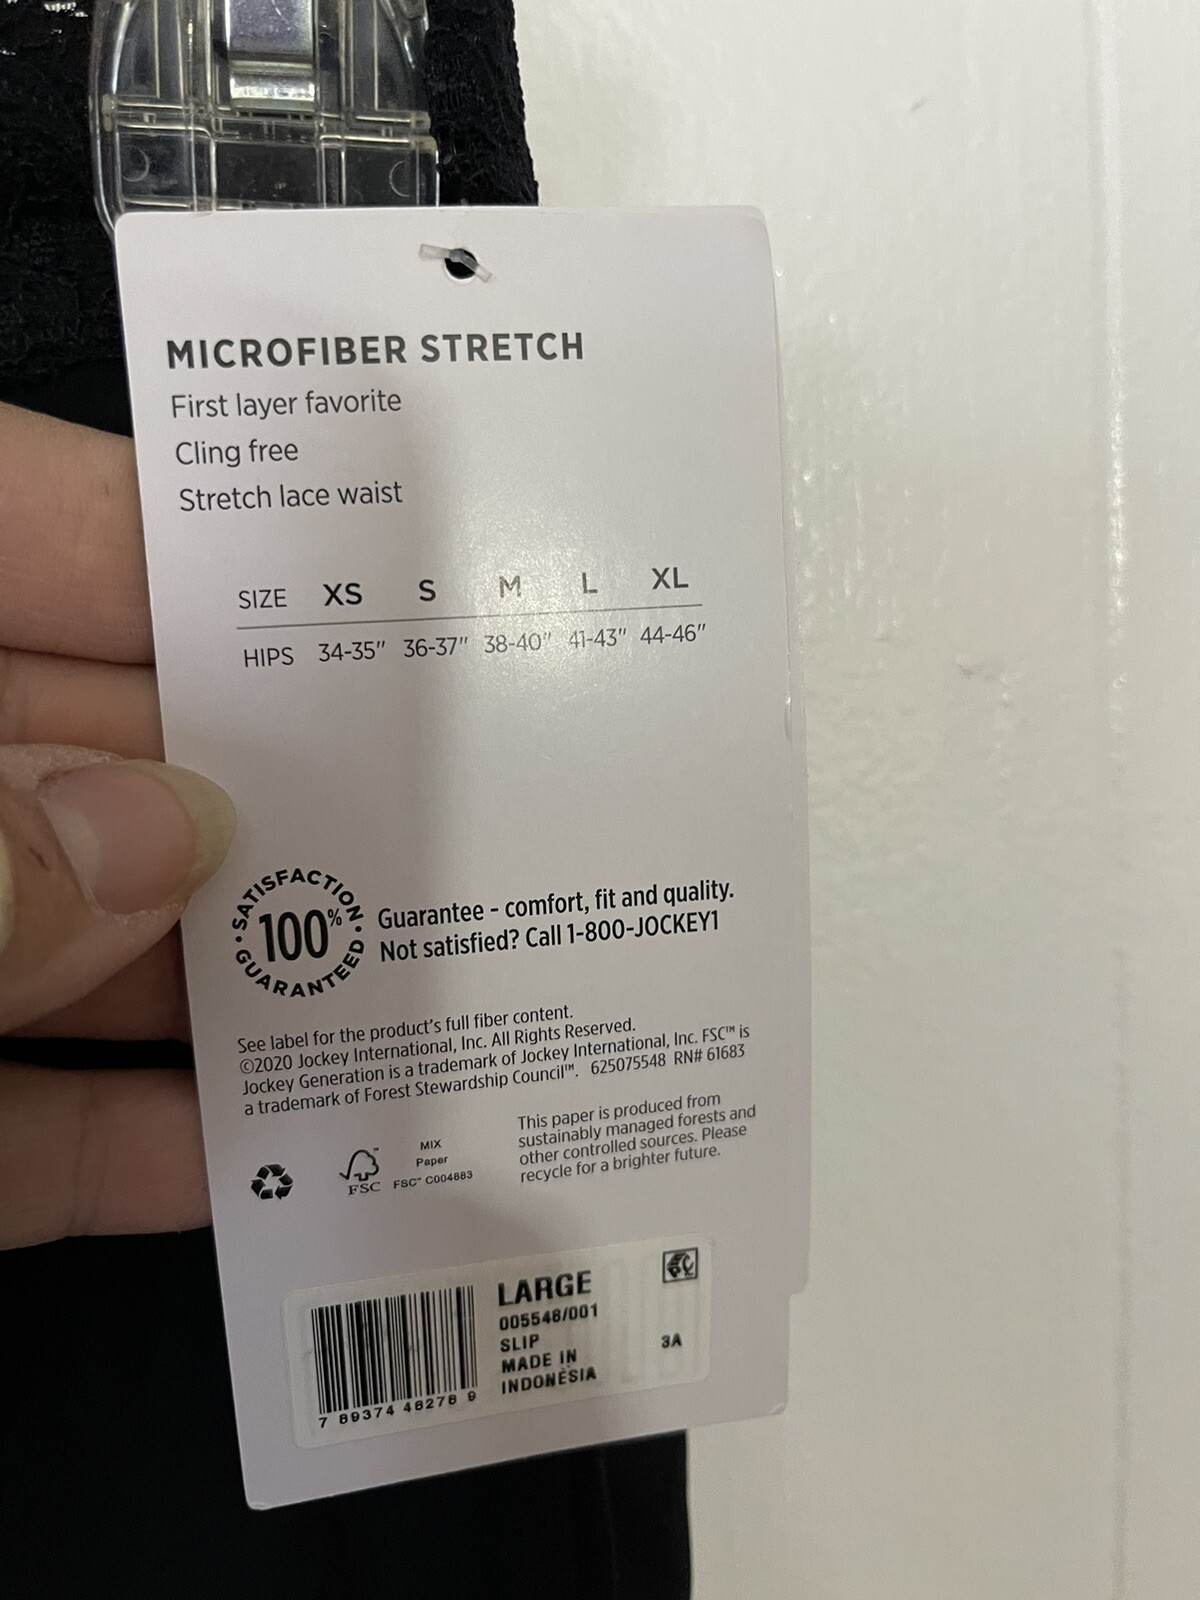 MICROFIBER STRETCH
First layer favorite
Cling free
Stretch lace waist
SIZE XS S M L XL
HIPS 34-35" 36-37" 38-40" 41-43" 44-46"
SATISFACTION
100%
GUARANTEED
Guarantee - comfort, fit and quality.
Not satisfied? Call 1-800-JOCKEY1
See label for the product's full fiber content.
©2020 Jockey International, Inc. All Rights Reserved.
Jockey Generation is a trademark of Jockey International, Inc. FSC™ is
a trademark of Forest Stewardship Council™. 625075548 RN# 61683
FSC
MIX
Paper
FSC™ C004883
This paper is produced from
sustainably managed forests and
other controlled sources. Please
recycle for a brighter future.
LARGE
005548/001
SLIP
MADE IN
INDONESIA
3A
7 89374 48278 9